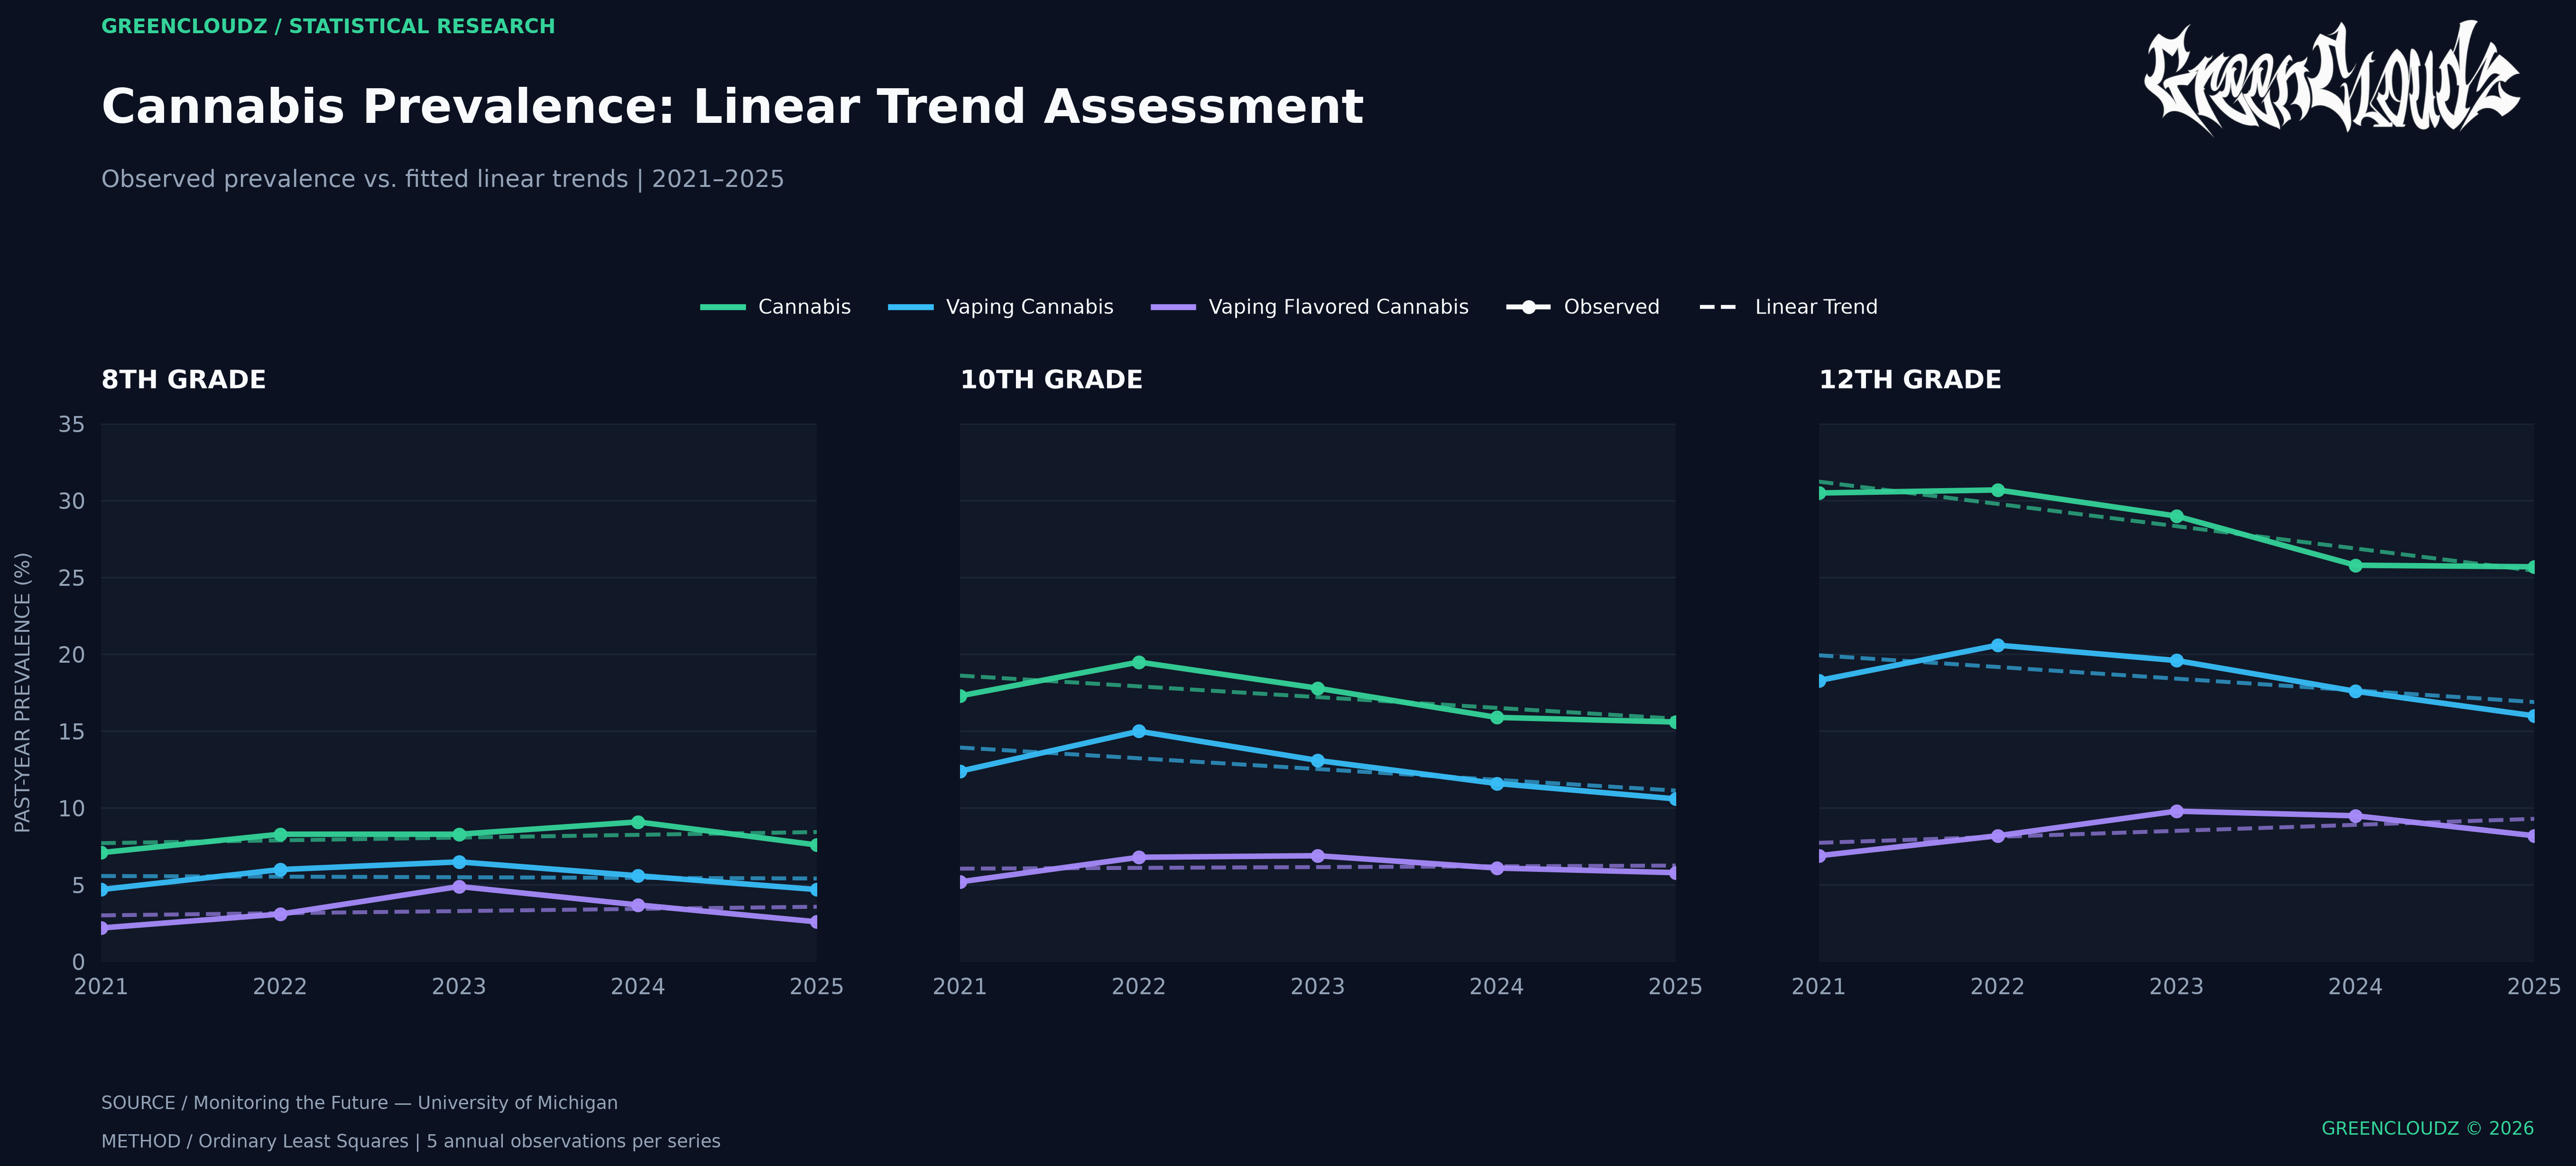 GREENCLOUDZ / STATISTICAL RESEARCH
GreenCloudz
Cannabis Prevalence: Linear Trend Assessment
Observed prevalence vs. fitted linear trends | 2021–2025
Cannabis Vaping Cannabis Vaping Flavored Cannabis Observed Linear Trend
8TH GRADE 10TH GRADE 12TH GRADE
PAST-YEAR PREVALENCE (%)
35
30
25
20
15
10
5
0
2021 2022 2023 2024 2025 2021 2022 2023 2024 2025 2021 2022 2023 2024 2025
SOURCE / Monitoring the Future — University of Michigan
METHOD / Ordinary Least Squares | 5 annual observations per series
GREENCLOUDZ © 2026